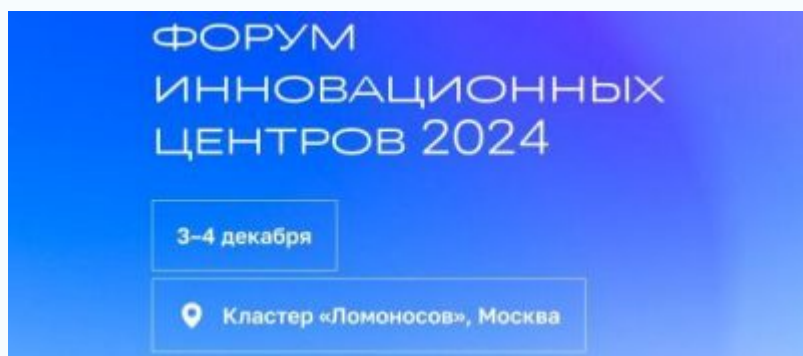 ФОРУМ
ИННОВАЦИОННЫХ
ЦЕНТРОВ 2024
3–4 декабря
Кластер «Ломоносов», Москва